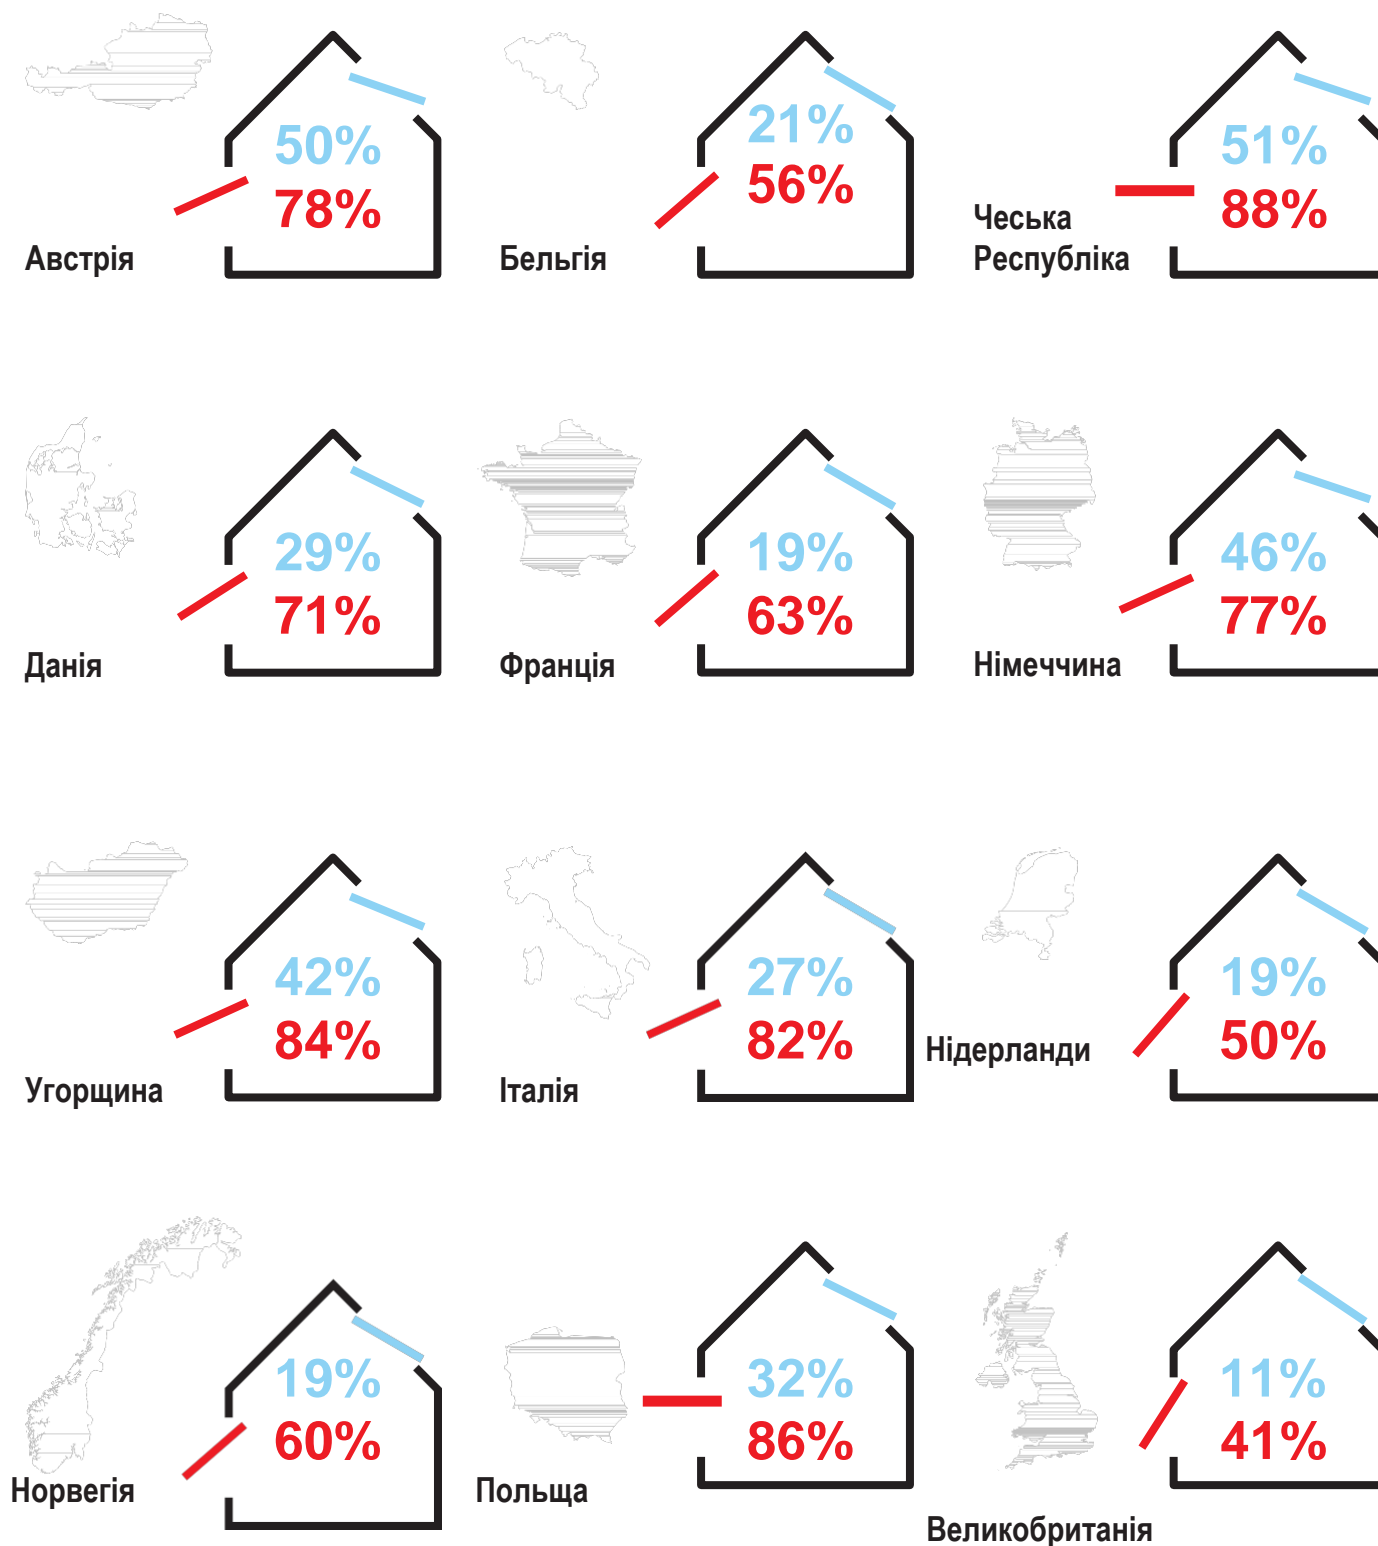 50%
78%
Австрія
21%
56%
Бельгія
51%
88%
Чеська
Республіка
29%
71%
Данія
19%
63%
Франція
46%
77%
Німеччина
42%
84%
Угорщина
27%
82%
Італія
19%
50%
Нідерланди
19%
60%
Норвегія
32%
86%
Польща
11%
41%
Великобританія